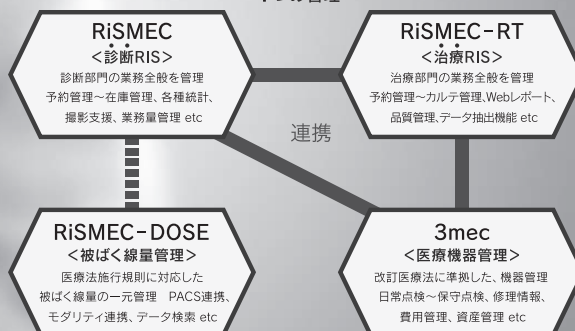 RiSMEC
<診断RIS>
診断部門の業務全般を管理
予約管理～在庫管理、各種統計、
撮影支援、業務量管理 etc
RiSMEC-RT
<治療RIS>
治療部門の業務全般を管理
予約管理～カルテ管理、Webレポート、
品質管理、データ抽出機能 etc
連携
RiSMEC-DOSE
<被ばく線量管理>
医療法施行規則に対応した
被ばく線量の一元管理　PACS連携、
モダリティ連携、データ検索 etc
3mec
<医療機器管理>
改訂医療法に準拠した、機器管理
日常点検～保守点検、修理情報、
費用管理、資産管理 etc